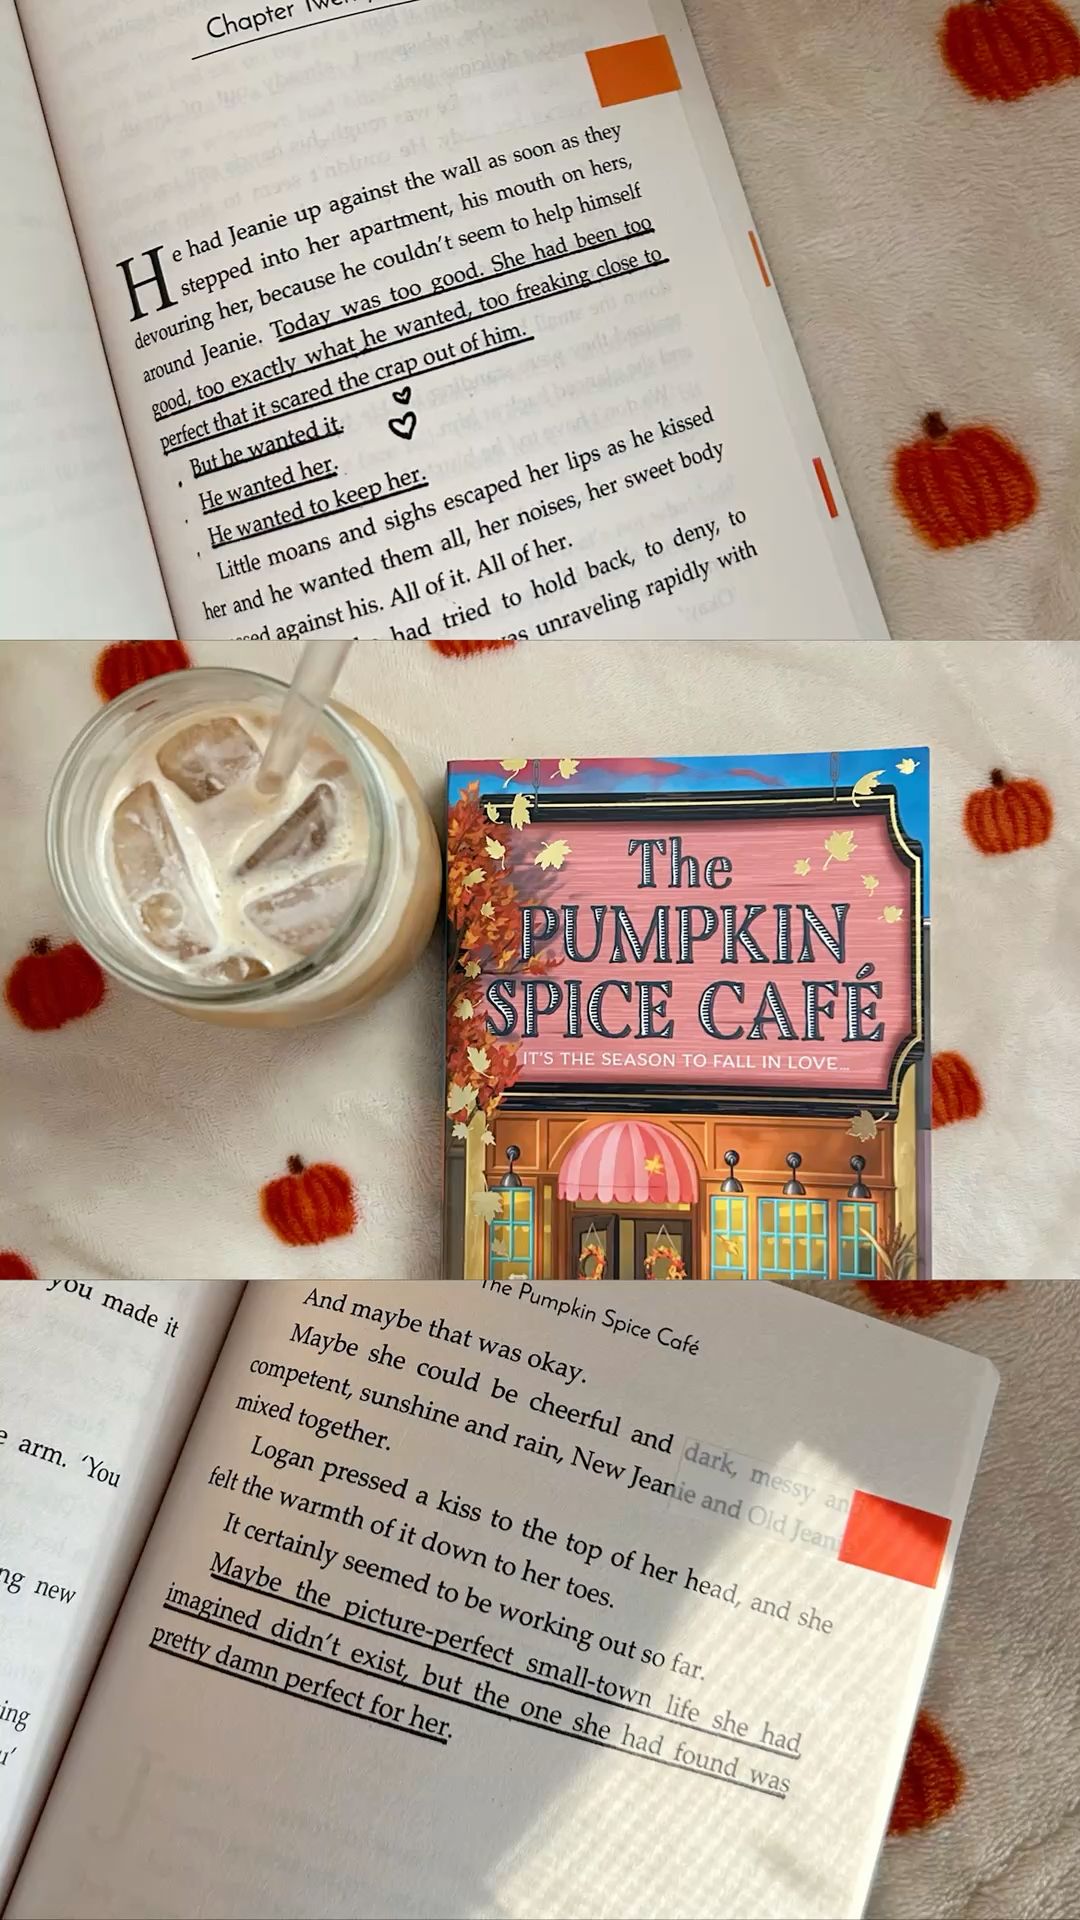 Chapter
He had Jeanie up against the wall as soon as they
stepped into her apartment, his mouth on hers,
devouring her, because he couldn't seem to help himself
around Jeanie. Today was too good. She had been too
good, too exactly what he wanted, too freaking close to
perfect that it scared the crap out of him.
But he wanted it.
He wanted her.
He wanted to keep her.
Little moans and sighs escaped her lips as he kissed
her and he wanted them all, her noises, her sweet body
against his. All of it. All of her.
had tried to hold back, to deny, to
unraveling rapidly with
The
PUMPKIN
SPICE CAFÉ
IT'S THE SEASON TO FALL IN LOVE...
you made it
arm. 'You
new
The Pumpkin Spice Café
And maybe that was okay.
Maybe she could be cheerful and dark, messy and
competent, sunshine and rain, New Jeanie and Old Jeanie
mixed together.
Logan pressed a kiss to the top of her head, and she
felt the warmth of it down to her toes.
It certainly seemed to be working out so far.
Maybe the picture-perfect small-town life she had
imagined didn't exist, but the one she had found was
pretty damn perfect for her.